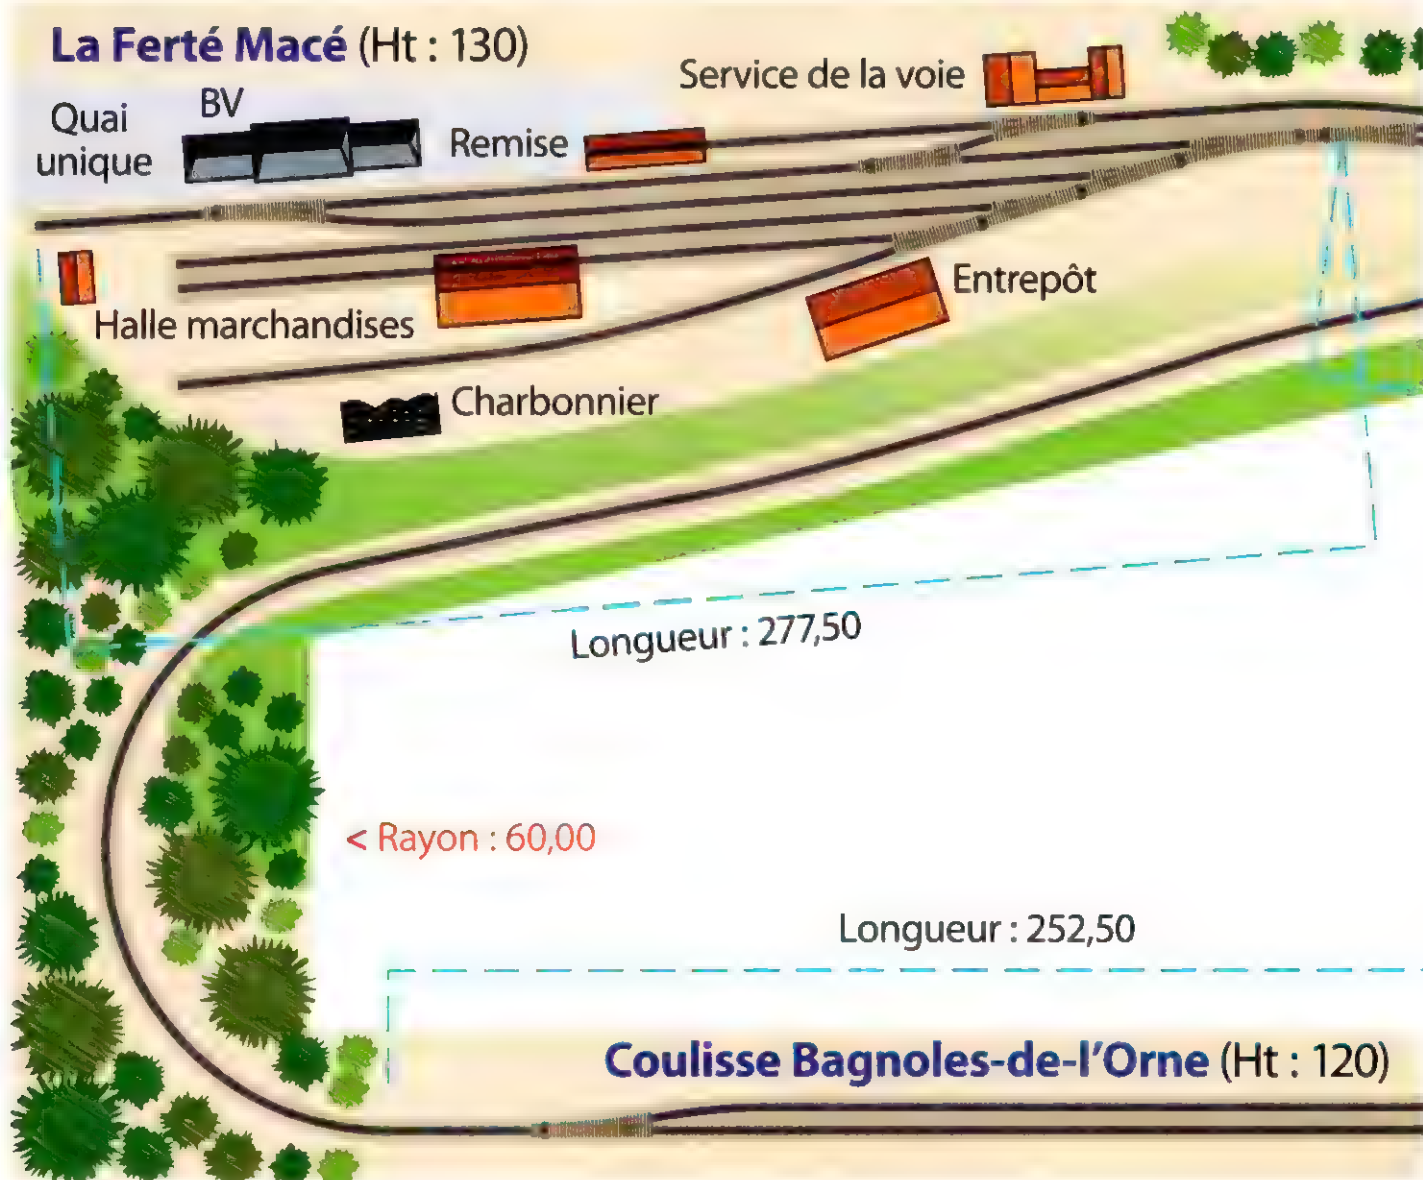 La Ferté Macé (Ht : 130)
Service de la voie
BV
Quai
unique
Remise
Entrepôt
Halle marchandises
Charbonnier
Longueur : 277,50
< Rayon : 60,00
Longueur : 252,50
Coulisse Bagnoles-de-l'Orne (Ht : 120)